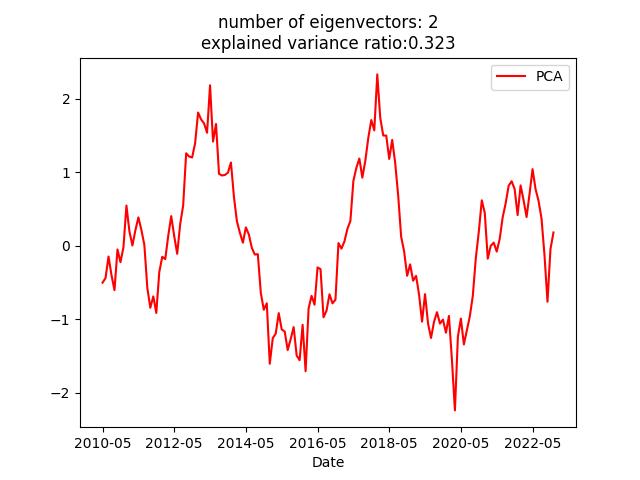 number of eigenvectors: 2
explained variance ratio:0.323
PCA
2
1
0
−1
−2
2010-05 2012-05 2014-05 2016-05 2018-05 2020-05 2022-05
Date